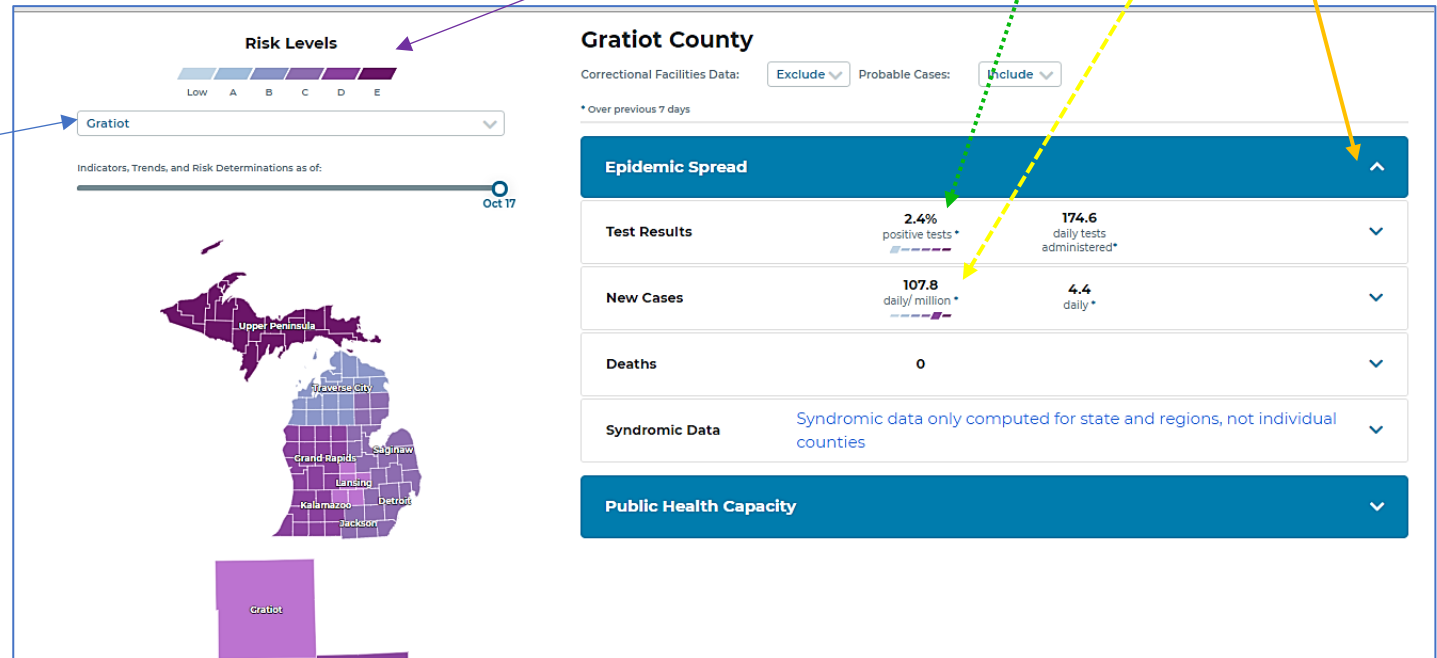 Risk Levels
Low A B C D E
Gratiot
Indicators, Trends, and Risk Determinations as of:
Oct 17
Upper Peninsula
Traverse City
Grand Rapids
Saginaw
Lansing
Kalamazoo
Detroit
Jackson
Gratiot
Gratiot County
Correctional Facilities Data: Exclude Probable Cases: Include
* Over previous 7 days
Epidemic Spread
Test Results
2.4%
positive tests *
174.6
daily tests
administered*
New Cases
107.8
daily/ million *
4.4
daily *
Deaths
0
Syndromic Data
Syndromic data only computed for state and regions, not individual
counties
Public Health Capacity